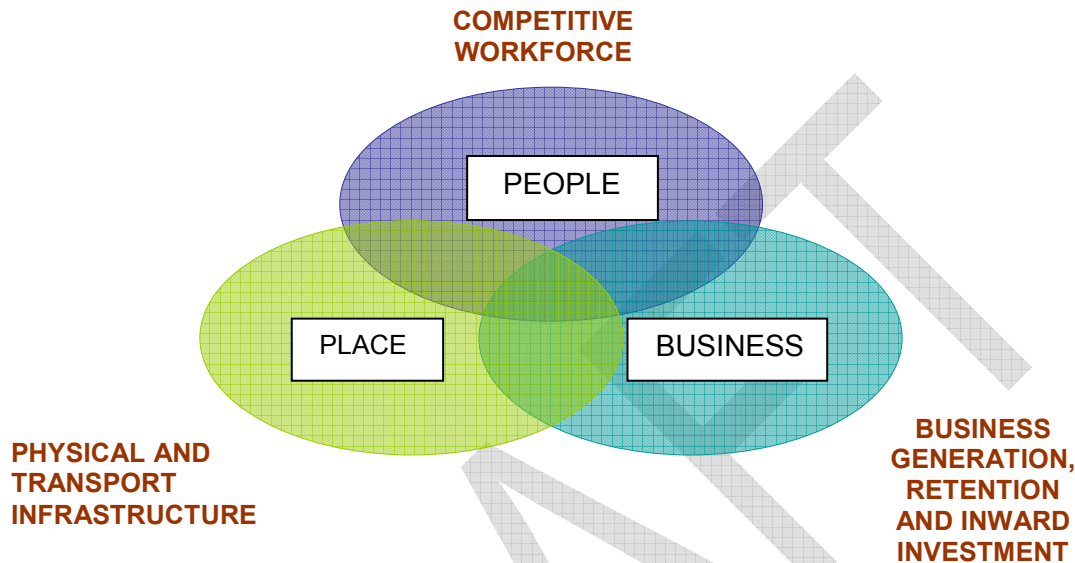 COMPETITIVE
WORKFORCE
PEOPLE
PLACE
BUSINESS
PHYSICAL AND
TRANSPORT
INFRASTRUCTURE
BUSINESS
GENERATION,
RETENTION
AND INWARD
INVESTMENT